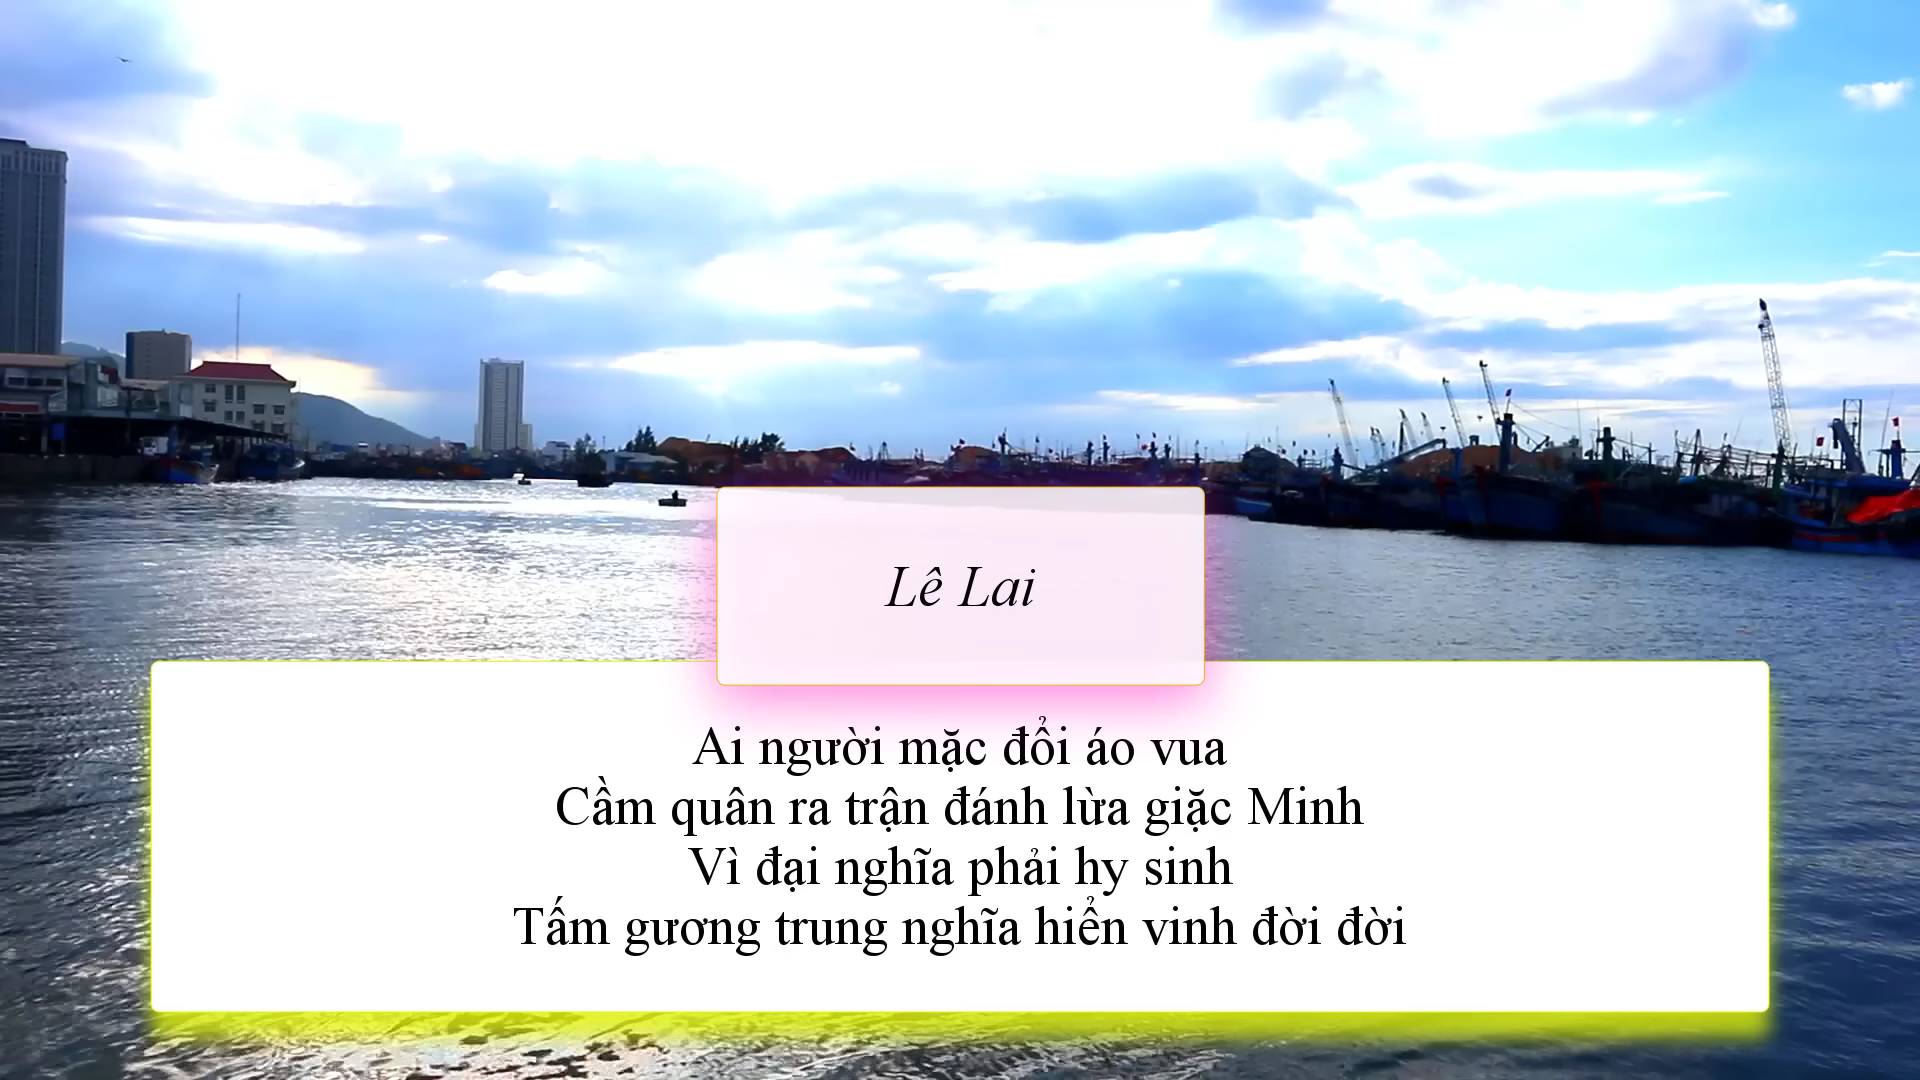 Lê Lai
Ai người mặc đổi áo vua
Cầm quân ra trận đánh lừa giặc Minh
Vì đại nghĩa phải hy sinh
Tấm gương trung nghĩa hiển vinh đời đời